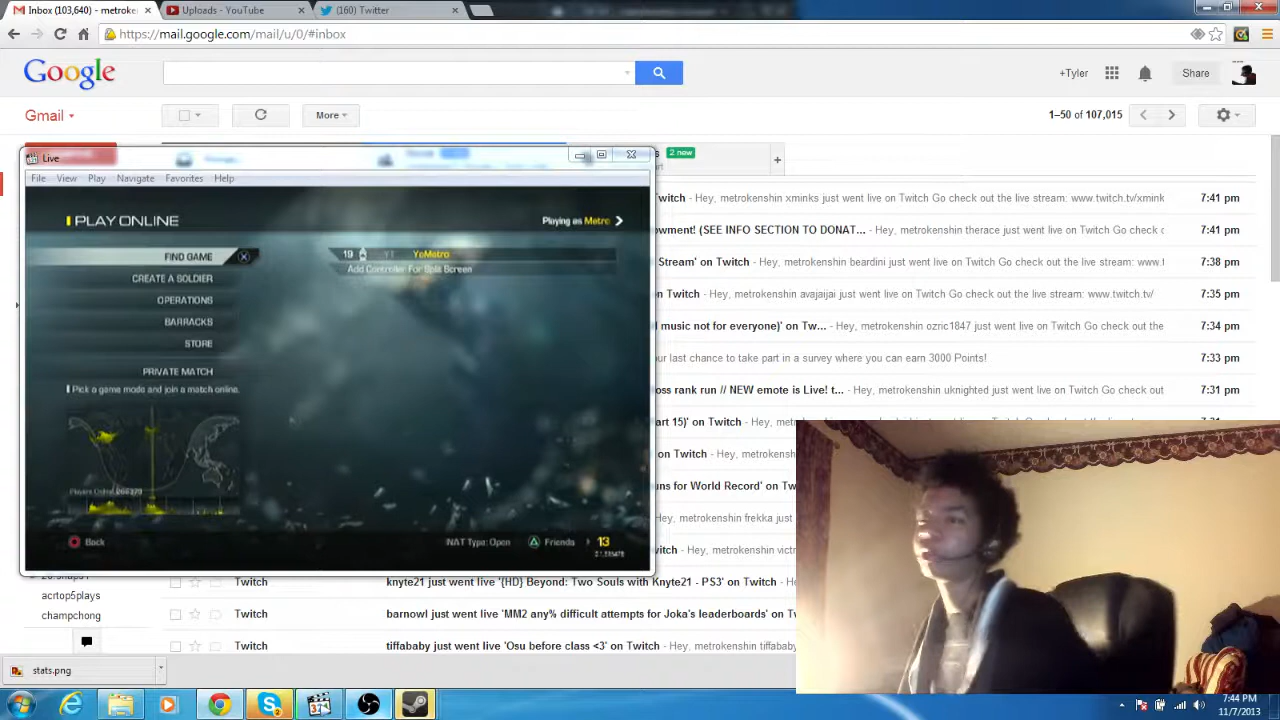 Inbox (103,640) - metroke
Uploads - YouTube
(160) Twitter
https://mail.google.com/mail/u/0/#inbox
Google
+Tyler
Share
Gmail
More
1–50 of 107,015
Live
2 new
File View Play Navigate Favorites Help
witch - Hey, metrokenshin xminks just went live on Twitch Go check out the live stream: www.twitch.tv/xmink 7:41 pm
PLAY ONLINE
Playing as Metro
owment! (SEE INFO SECTION TO DONAT... - Hey, metrokenshin therace just went live on Twitch Go check out the live stream: 7:41 pm
FIND GAME
19 YoMetro
Add Controller For Split Screen
Stream' on Twitch - Hey, metrokenshin beardini just went live on Twitch Go check out the live stream: www.t 7:38 pm
CREATE A SOLDIER
OPERATIONS
on Twitch - Hey, metrokenshin avajaijai just went live on Twitch Go check out the live stream: www.twitch.tv/ 7:35 pm
BARRACKS
music not for everyone)' on Tw... - Hey, metrokenshin ozric1847 just went live on Twitch Go check out the 7:34 pm
STORE
ur last chance to take part in a survey where you can earn 3000 Points! 7:33 pm
PRIVATE MATCH
Pick a game mode and join a match online.
oss rank run // NEW emote is Live! t... - Hey, metrokenshin uknighted just went live on Twitch Go check out 7:31 pm
art 15)' on Twitch - Hey, metrokenshin
on Twitch - Hey, metrokensh
Players Online
uns for World Record' on Tw
Hey, metrokenshin frekka just
Back
NAT Type: Open
Friends
13
witch - Hey, metrokenshin vict
Twitch knyte21 just went live '{HD} Beyond: Two Souls with Knyte21 - PS3' on Twitch -
acrtop5plays
champchong
Twitch barnowl just went live 'MM2 any% difficult attempts for Joka's leaderboards' on Tw
Twitch tiffababy just went live 'Osu before class <3' on Twitch - Hey, metrokenshin tiffababy
stats.png
7:44 PM
11/7/2013